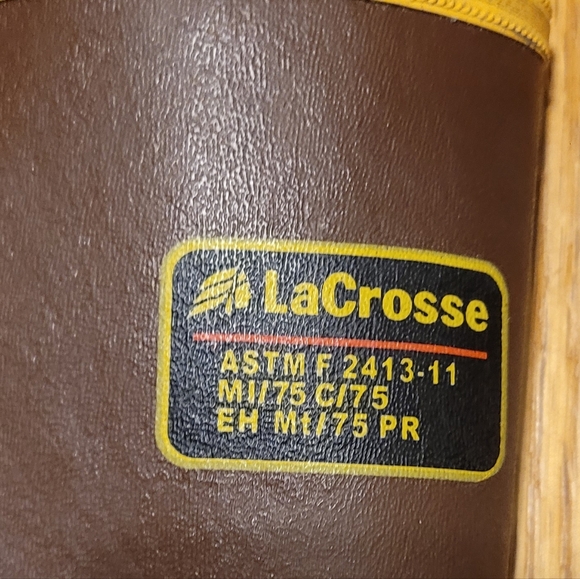 LaCrosse
ASTM F 2413-11
MI/75 C/75
EH Mt/75 PR